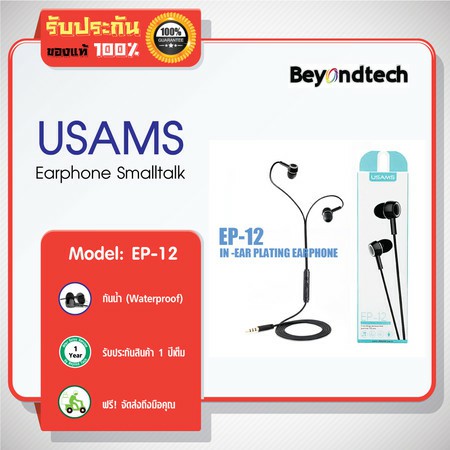 รับประกัน
ของแท้ 100%
100%
GUARANTEE
Beyondtech
USAMS
Earphone Smalltalk
Model: EP-12
กันน้ำ (Waterproof)
1
Year
รับประกันสินค้า 1 ปีเต็ม
ฟรี! จัดส่งถึงมือคุณ
EP-12
IN -EAR PLATING EARPHONE
USAMS
EP-12